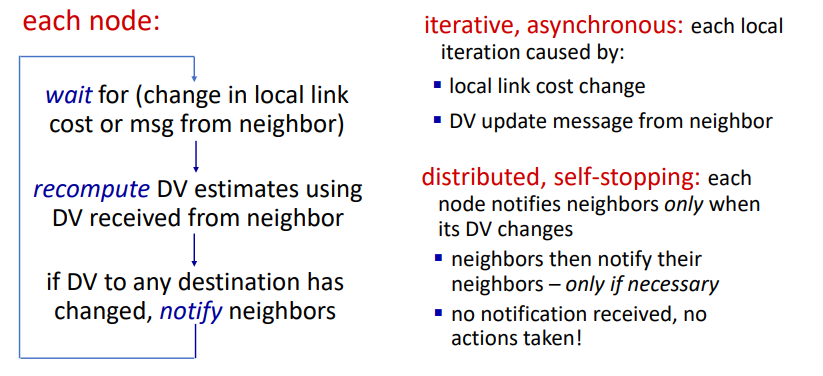 each node:
wait for (change in local link
cost or msg from neighbor)
recompute DV estimates using
DV received from neighbor
if DV to any destination has
changed, notify neighbors
iterative, asynchronous: each local
iteration caused by:
▪ local link cost change
▪ DV update message from neighbor
distributed, self-stopping: each
node notifies neighbors only when
its DV changes
▪ neighbors then notify their
neighbors – only if necessary
▪ no notification received, no
actions taken!